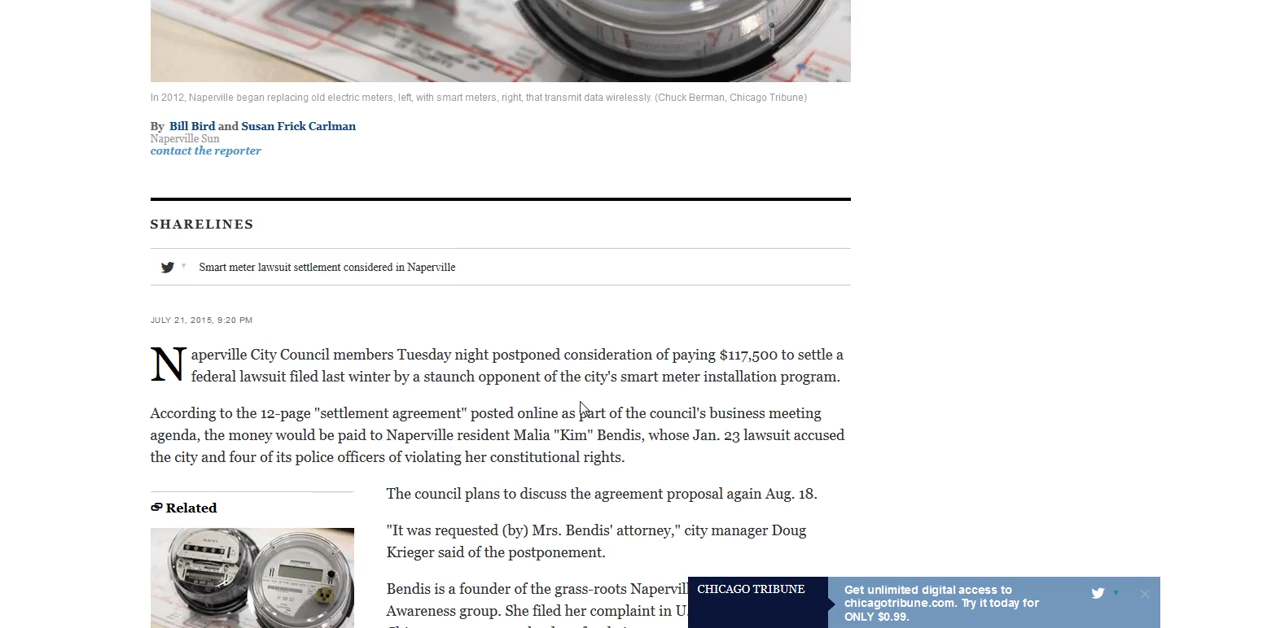 In 2012, Naperville began replacing old electric meters, left, with smart meters, right, that transmit data wirelessly. (Chuck Berman, Chicago Tribune)
By Bill Bird and Susan Frick Carlman
Naperville Sun
contact the reporter
SHARELINES
Smart meter lawsuit settlement considered in Naperville
JULY 21, 2015, 9:20 PM
Naperville City Council members Tuesday night postponed consideration of paying $117,500 to settle a
federal lawsuit filed last winter by a staunch opponent of the city's smart meter installation program.
According to the 12-page "settlement agreement" posted online as part of the council's business meeting
agenda, the money would be paid to Naperville resident Malia "Kim" Bendis, whose Jan. 23 lawsuit accused
the city and four of its police officers of violating her constitutional rights.
Related
The council plans to discuss the agreement proposal again Aug. 18.
"It was requested (by) Mrs. Bendis' attorney," city manager Doug
Krieger said of the postponement.
Bendis is a founder of the grass-roots Napervil
Awareness group. She filed her complaint in U.
CHICAGO TRIBUNE
Get unlimited digital access to
chicagotribune.com. Try it today for
ONLY $0.99.